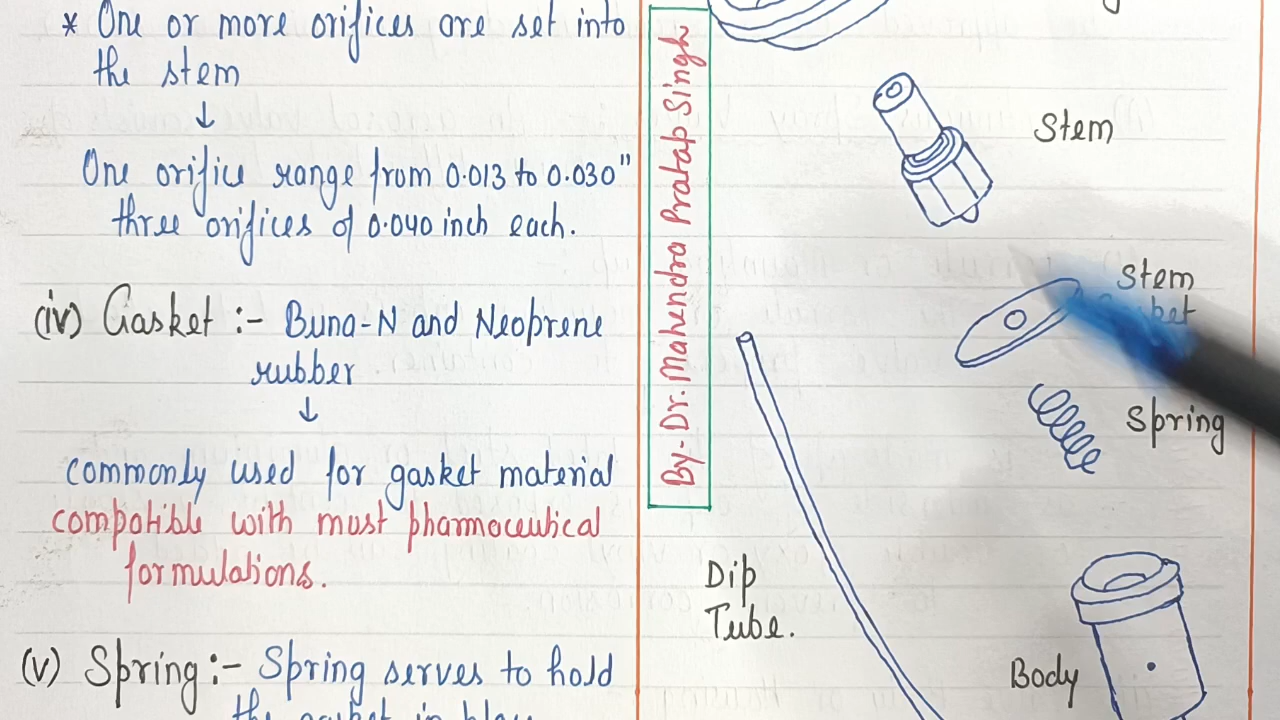 * One or more orifices are set into
the stem
↓
One orifice range from 0.013 to 0.030"
three orifices of 0.040 inch each.
(iv) Gasket :- Buna-N and Neoprene
rubber
↓
commonly used for gasket material
compatible with most pharmaceutical
formulations.
(v) Spring :- Spring serves to hold
the gasket in
By- Dr. Mahendra Pratap Singh
Stem
Stem
Spring
Dip
Tube.
Body